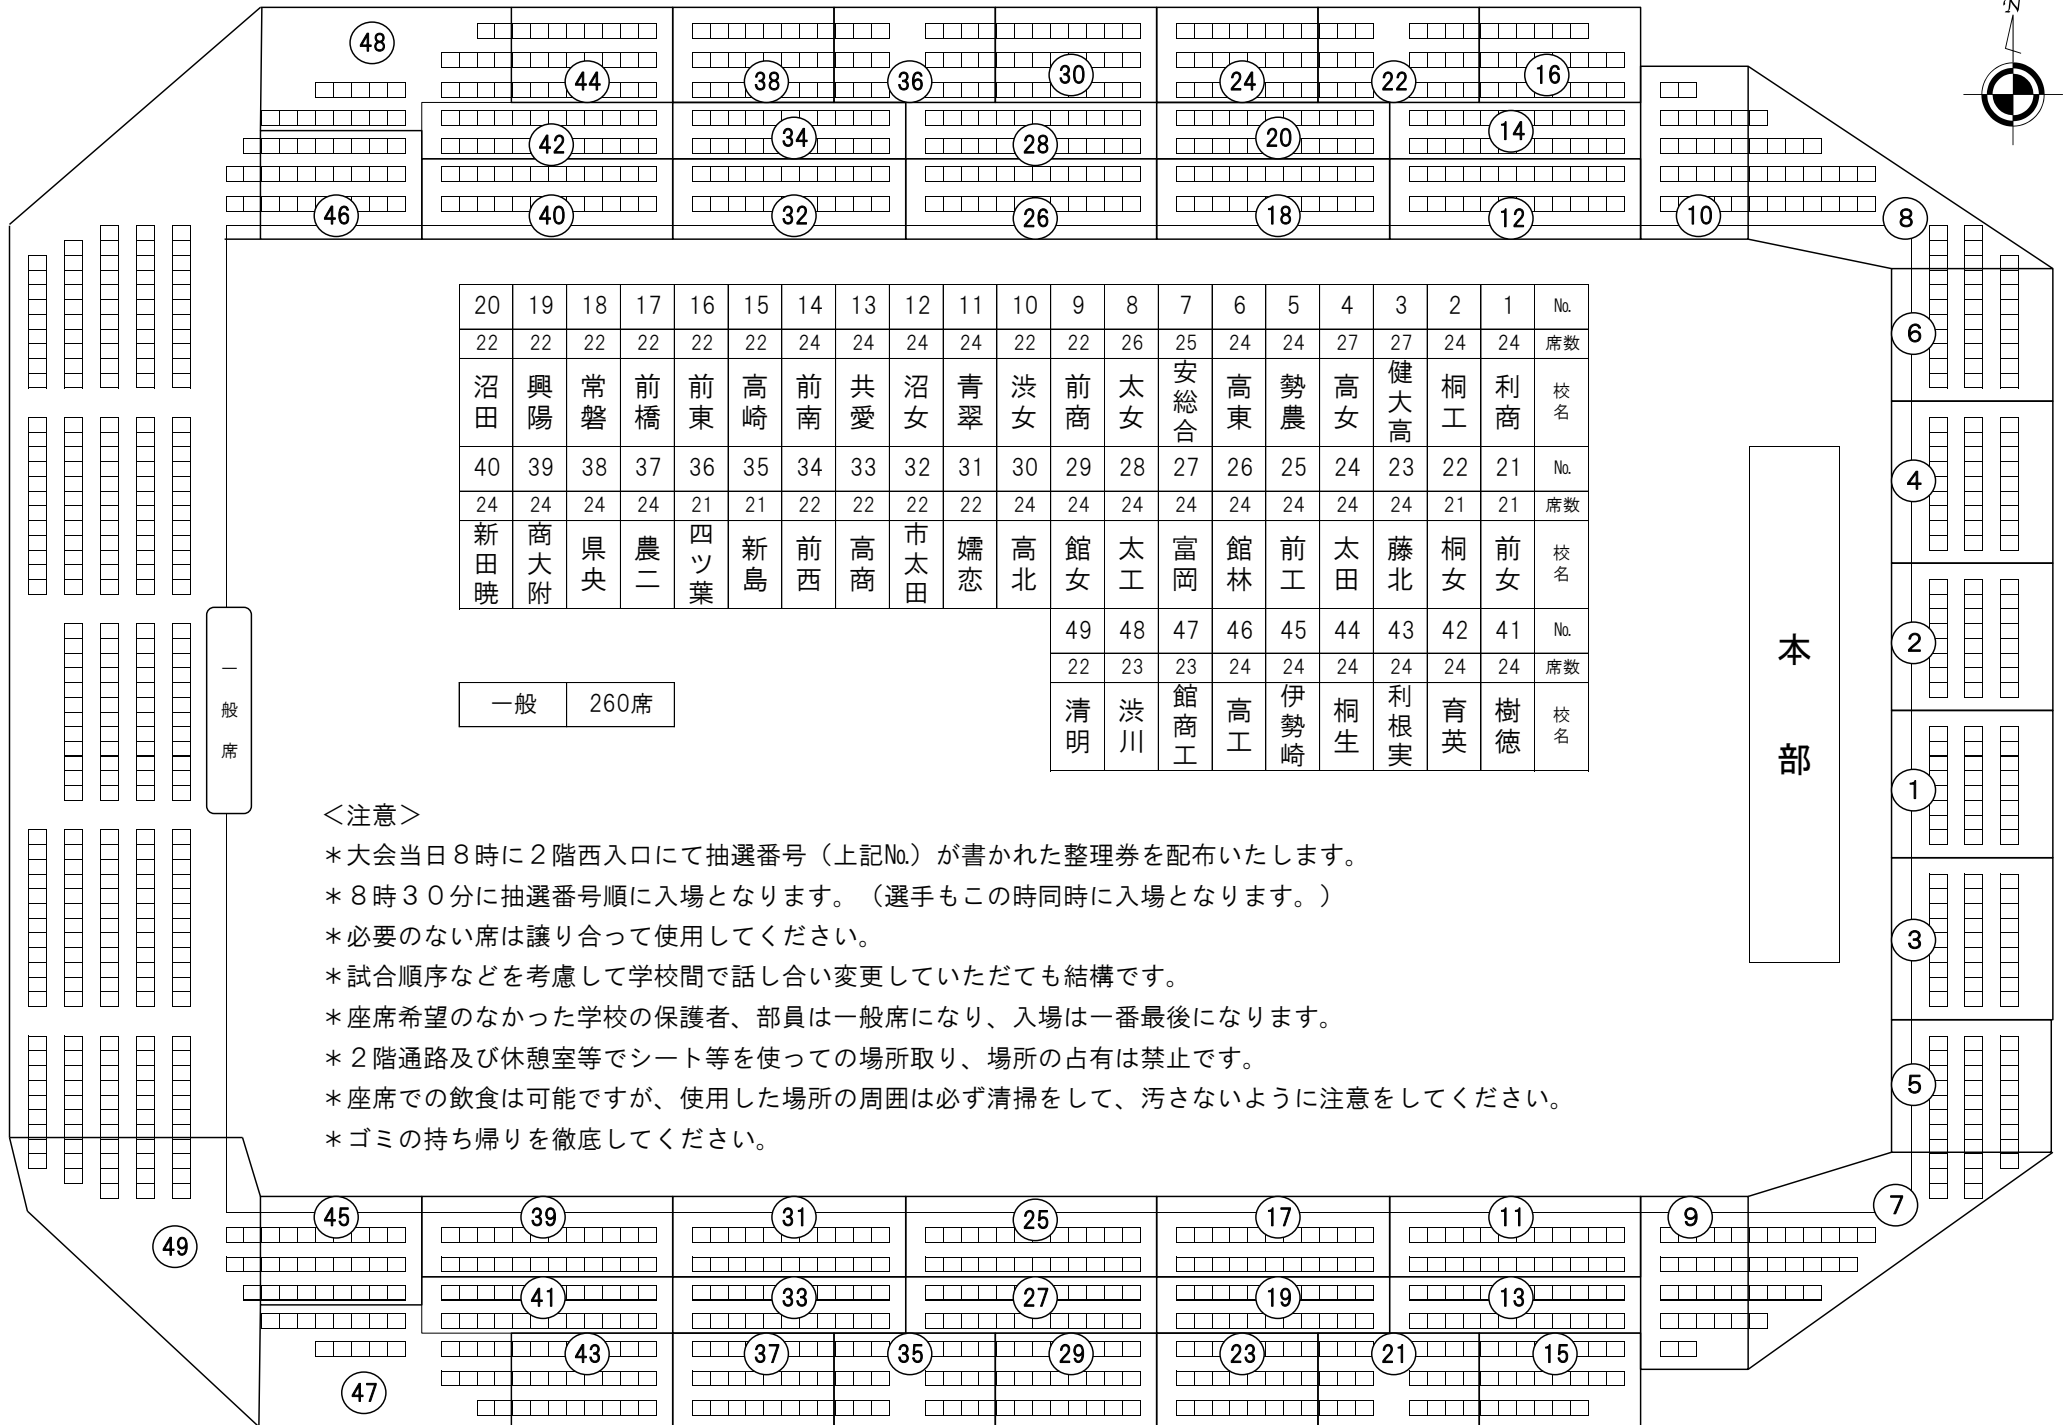 N
48 44 38 36 30 24 22 16
42 34 28 20 14
46 40 32 26 18 12 10 8
20 19 18 17 16 15 14 13 12 11 10 9 8 7 6 5 4 3 2 1 №
22 22 22 22 22 22 24 24 24 24 22 22 26 25 24 24 27 27 24 24 席数
沼田 興陽 常磐 前橋 前東 高崎 前南 共愛 沼女 青翠 渋女 前商 太女 安総合 高東 勢農 高女 健大高 桐工 利商 校名
40 39 38 37 36 35 34 33 32 31 30 29 28 27 26 25 24 23 22 21 №
24 24 24 24 21 21 22 22 22 22 24 24 24 24 24 24 24 24 21 21 席数
新田暁 商大附 県央 農二 四ツ葉 新島 前西 高商 市太田 嬬恋 高北 館女 太工 富岡 館林 前工 太田 藤北 桐女 前女 校名
49 48 47 46 45 44 43 42 41 №
22 23 23 24 24 24 24 24 24 席数
清明 渋川 館商工 高工 伊勢崎 桐生 利根実 育英 樹徳 校名
一般 260席
一般席
本部
6
4
2
1
3
5
＜注意＞
＊大会当日８時に２階西入口にて抽選番号（上記№）が書かれた整理券を配布いたします。
＊８時３０分に抽選番号順に入場となります。（選手もこの時同時に入場となります。）
＊必要のない席は譲り合って使用してください。
＊試合順序などを考慮して学校間で話し合い変更していただても結構です。
＊座席希望のなかった学校の保護者、部員は一般席になり、入場は一番最後になります。
＊２階通路及び休憩室等でシート等を使っての場所取り、場所の占有は禁止です。
＊座席での飲食は可能ですが、使用した場所の周囲は必ず清掃をして、汚さないように注意をしてください。
＊ゴミの持ち帰りを徹底してください。
49 45 39 31 25 17 11 9 7
41 33 27 19 13
47 43 37 35 29 23 21 15